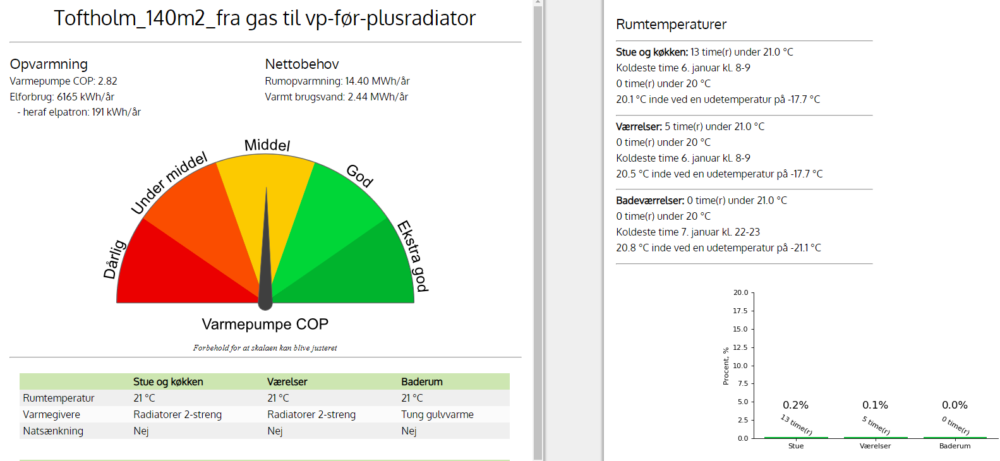 Toftholm_140m2_fra gas til vp-før-plusradiator
Opvarmning
Varmepumpe COP: 2.82
Elforbrug: 6165 kWh/år
- heraf elpatron: 191 kWh/år
Nettobehov
Rumopvarmning: 14.40 MWh/år
Varmt brugsvand: 2.44 MWh/år
Dårlig
Under middel
Middel
God
Ekstra god
Varmepumpe COP
Forbehold for at skalaen kan blive justeret
Stue og køkken Værelser Baderum
Rumtemperatur 21 °C 21 °C 21 °C
Varmegivere Radiatorer 2-streng Radiatorer 2-streng Tung gulvvarme
Natsænkning Nej Nej Nej
Rumtemperaturer
Stue og køkken: 13 time(r) under 21.0 °C
Koldeste time 6. januar kl. 8-9
0 time(r) under 20 °C
20.1 °C inde ved en udetemperatur på -17.7 °C
Værrelser: 5 time(r) under 21.0 °C
0 time(r) under 20 °C
Koldeste time 6. januar kl. 8-9
20.5 °C inde ved en udetemperatur på -17.7 °C
Badeværrelser: 0 time(r) under 21.0 °C
0 time(r) under 20 °C
Koldeste time 7. januar kl. 22-23
20.8 °C inde ved en udetemperatur på -21.1 °C
Procent, %
20.0
17.5
15.0
12.5
10.0
7.5
5.0
2.5
0.0
0.2% 0.1% 0.0%
13 time(r) 5 time(r) 0 time(r)
Stue Værelser Baderum